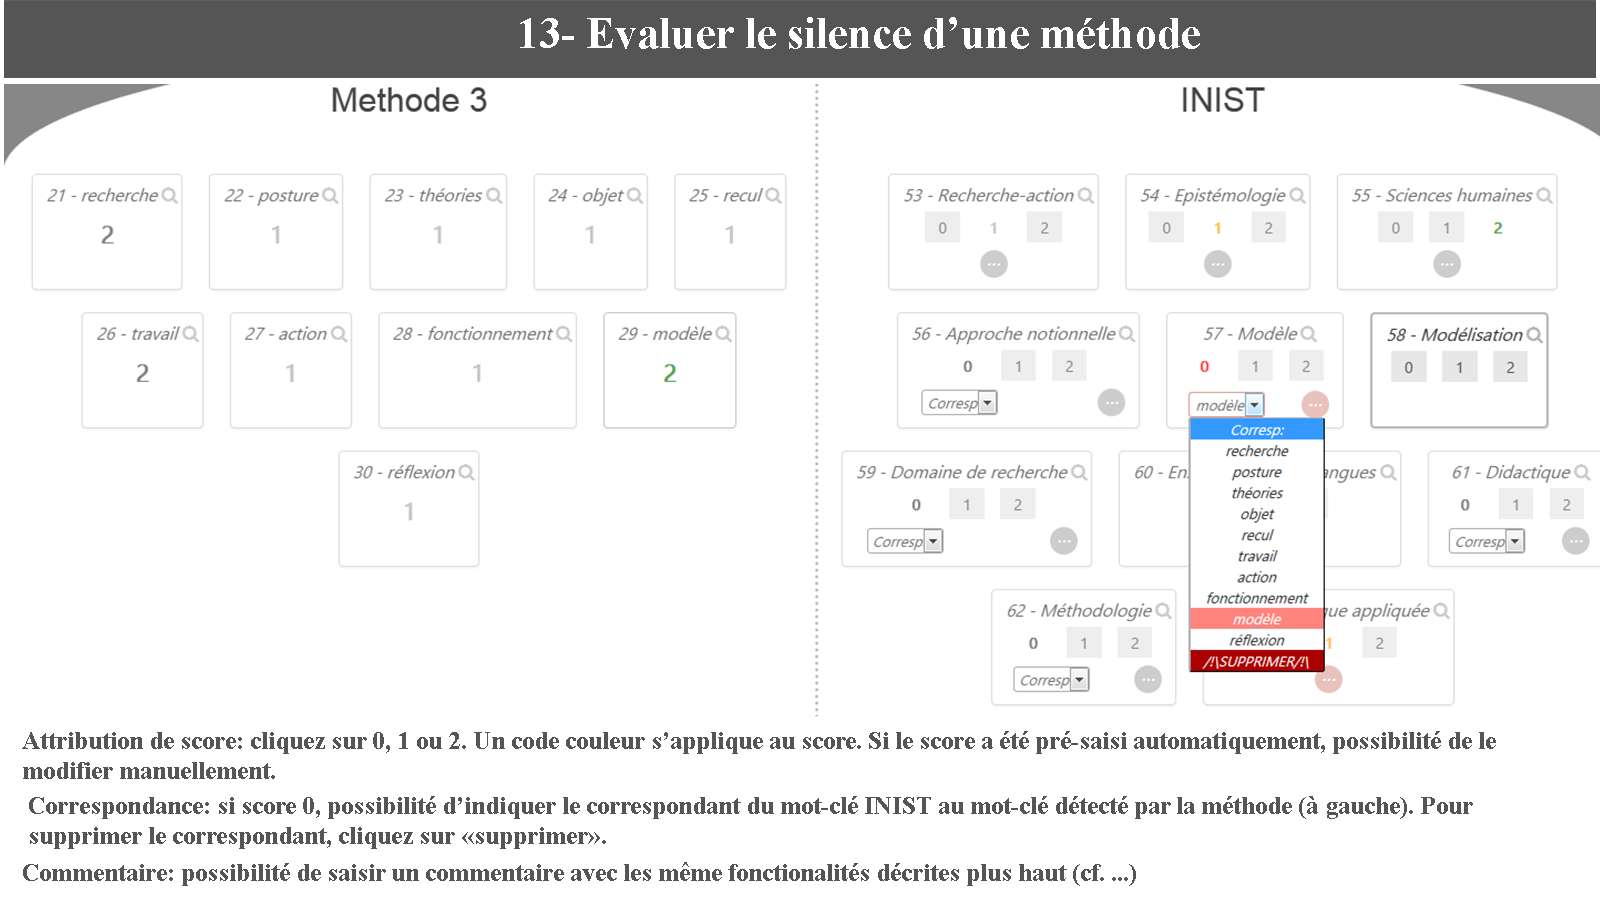 13- Evaluer le silence d’une méthode
Methode 3
21 - recherche
22 - posture
23 - théories
24 - objet
25 - recul
2
1
1
1
1
26 - travail
27 - action
28 - fonctionnement
29 - modèle
2
1
1
2
30 - réflexion
1
INIST
53 - Recherche-action
54 - Epistémologie
55 - Sciences humaines
0 1 2
0 1 2
0 1 2
...
...
...
56 - Approche notionnelle
57 - Modèle
58 - Modélisation
0 1 2
0 1 2
0 1 2
Corresp
...
modèle
...
Corresp:
recherche
posture
théories
objet
recul
travail
action
fonctionnement
modèle
réflexion
/!\SUPPRIMER/!\
59 - Domaine de recherche
60 - En
angues
61 - Didactique
0 1 2
0 1 2
Corresp
...
Corresp
...
62 - Méthodologie
que appliquée
0 1 2
1 2
Corresp
...
...
Attribution de score: cliquez sur 0, 1 ou 2. Un code couleur s’applique au score. Si le score a été pré-saisi automatiquement, possibilité de le
modifier manuellement.
Correspondance: si score 0, possibilité d’indiquer le correspondant du mot-clé INIST au mot-clé détecté par la méthode (à gauche). Pour
supprimer le correspondant, cliquez sur «supprimer».
Commentaire: possibilité de saisir un commentaire avec les même fonctionalités décrites plus haut (cf. ...)